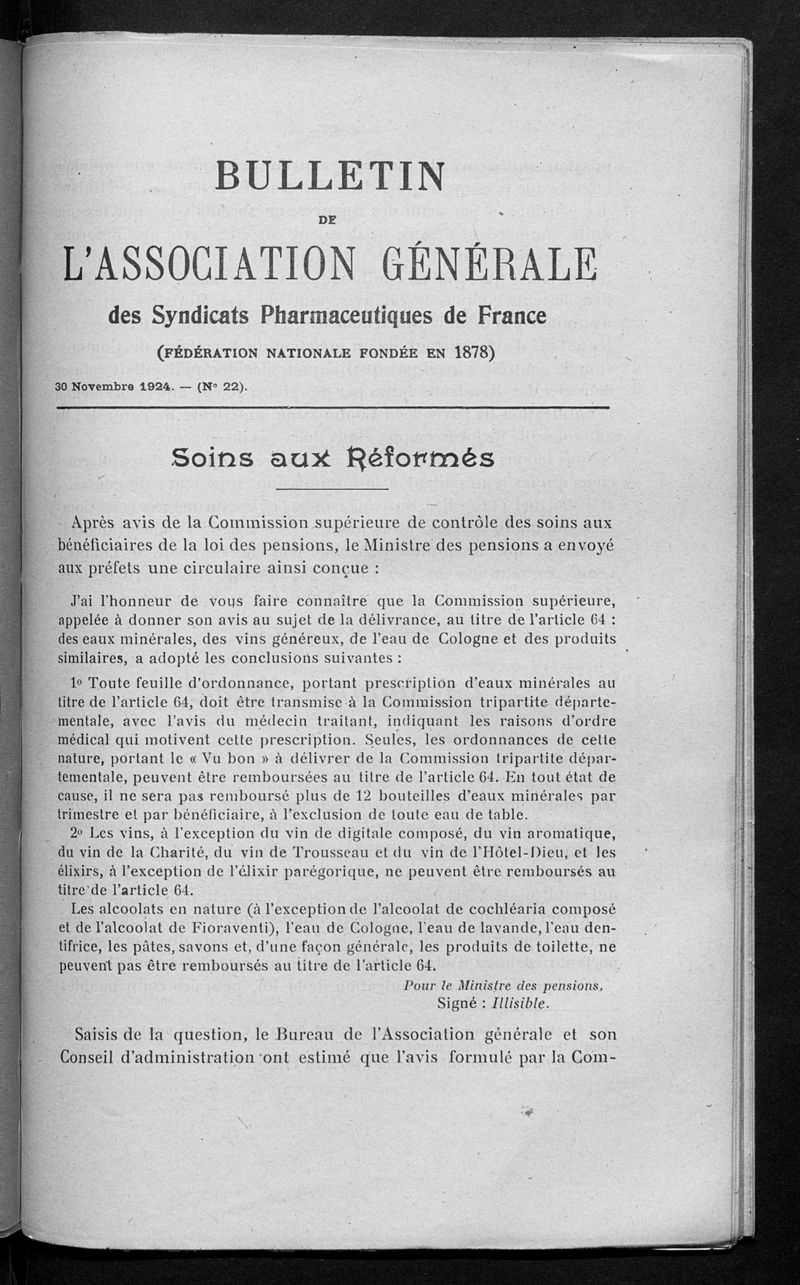 BULLETIN
DE
L'ASSOCIATION GÉNÉRALE
des Syndicats Pharmaceutiques de France
(FÉDÉRATION NATIONALE FONDÉE EN 1878)
30 Novembre 1924. — (N° 22).
Soins aux Réformés
Après avis de la Commission supérieure de contrôle des soins aux
bénéficiaires de la loi des pensions, le Ministre des pensions a envoyé
aux préfets une circulaire ainsi conçue :
J'ai l'honneur de vous faire connaître que la Commission supérieure,
appelée à donner son avis au sujet de la délivrance, au titre de l'article 64 :
des eaux minérales, des vins généreux, de l'eau de Cologne et des produits
similaires, a adopté les conclusions suivantes :
1° Toute feuille d'ordonnance, portant prescription d'eaux minérales au
titre de l'article 64, doit être transmise à la Commission tripartite départe-
mentale, avec l'avis du médecin traitant, indiquant les raisons d'ordre
médical qui motivent cette prescription. Seules, les ordonnances de cette
nature, portant le « Vu bon » à délivrer de la Commission tripartite dépar-
tementale, peuvent être remboursées au titre de l'article 64. En tout état de
cause, il ne sera pas remboursé plus de 12 bouteilles d'eaux minérales par
trimestre et par bénéficiaire, à l'exclusion de toute eau de table.
2° Les vins, à l'exception du vin de digitale composé, du vin aromatique,
du vin de la Charité, du vin de Trousseau et du vin de l'Hôtel-Dieu, et les
élixirs, à l'exception de l'élixir parégorique, ne peuvent être remboursés au
titre de l'article 64.
Les alcoolats en nature (à l'exception de l'alcoolat de cochléaria composé
et de l'alcoolat de Fioraventi), l'eau de Cologne, l'eau de lavande, l'eau den-
tifrice, les pâtes, savons et, d'une façon générale, les produits de toilette, ne
peuvent pas être remboursés au titre de l'article 64.
Pour le Ministre des pensions,
Signé : Illisible.
Saisis de la question, le Bureau de l'Association générale et son
Conseil d'administration ont estimé que l'avis formulé par la Com-